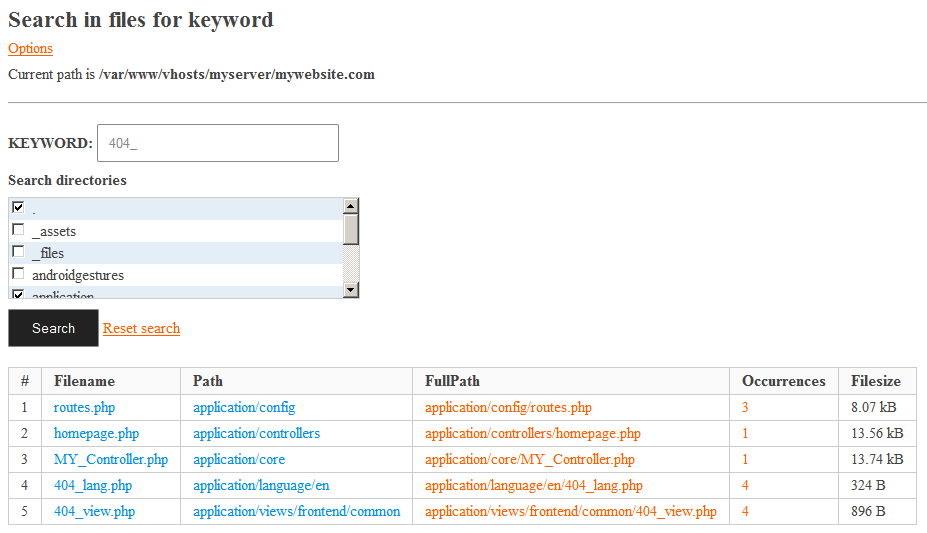 Search in files for keyword
Options
Current path is /var/www/vhosts/myserver/mywebsite.com
KEYWORD: 404_
Search directories
.
_assets
_files
androidgestures
application
Search Reset search
# Filename Path FullPath Occurrences Filesize
1 routes.php application/config application/config/routes.php 3 8.07 kB
2 homepage.php application/controllers application/controllers/homepage.php 1 13.56 kB
3 MY_Controller.php application/core application/core/MY_Controller.php 1 13.74 kB
4 404_lang.php application/language/en application/language/en/404_lang.php 4 324 B
5 404_view.php application/views/frontend/common application/views/frontend/common/404_view.php 4 896 B